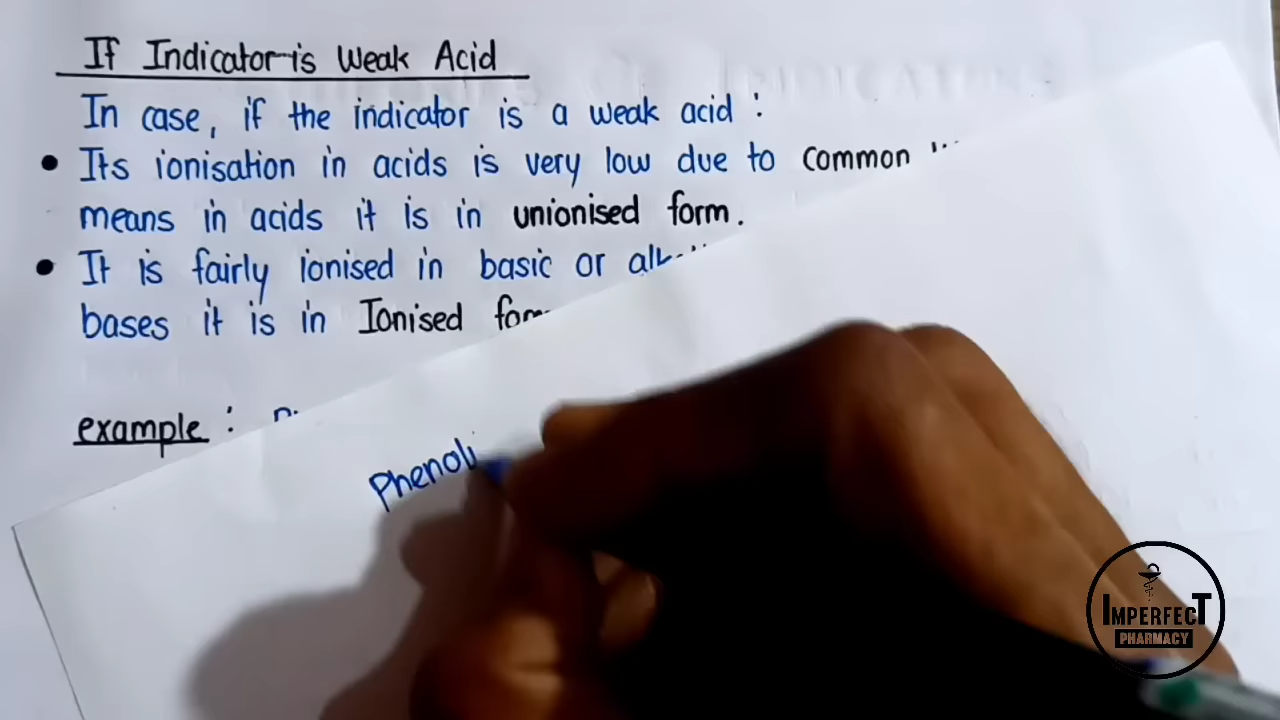 If Indicator is Weak Acid
In case, if the indicator is a weak acid :
• Its ionisation in acids is very low due to common
means in acids it is in unionised form.
• It is fairly ionised in basic or
bases it is in Ionised
example :
Phenol
IMPERFECT
PHARMACY